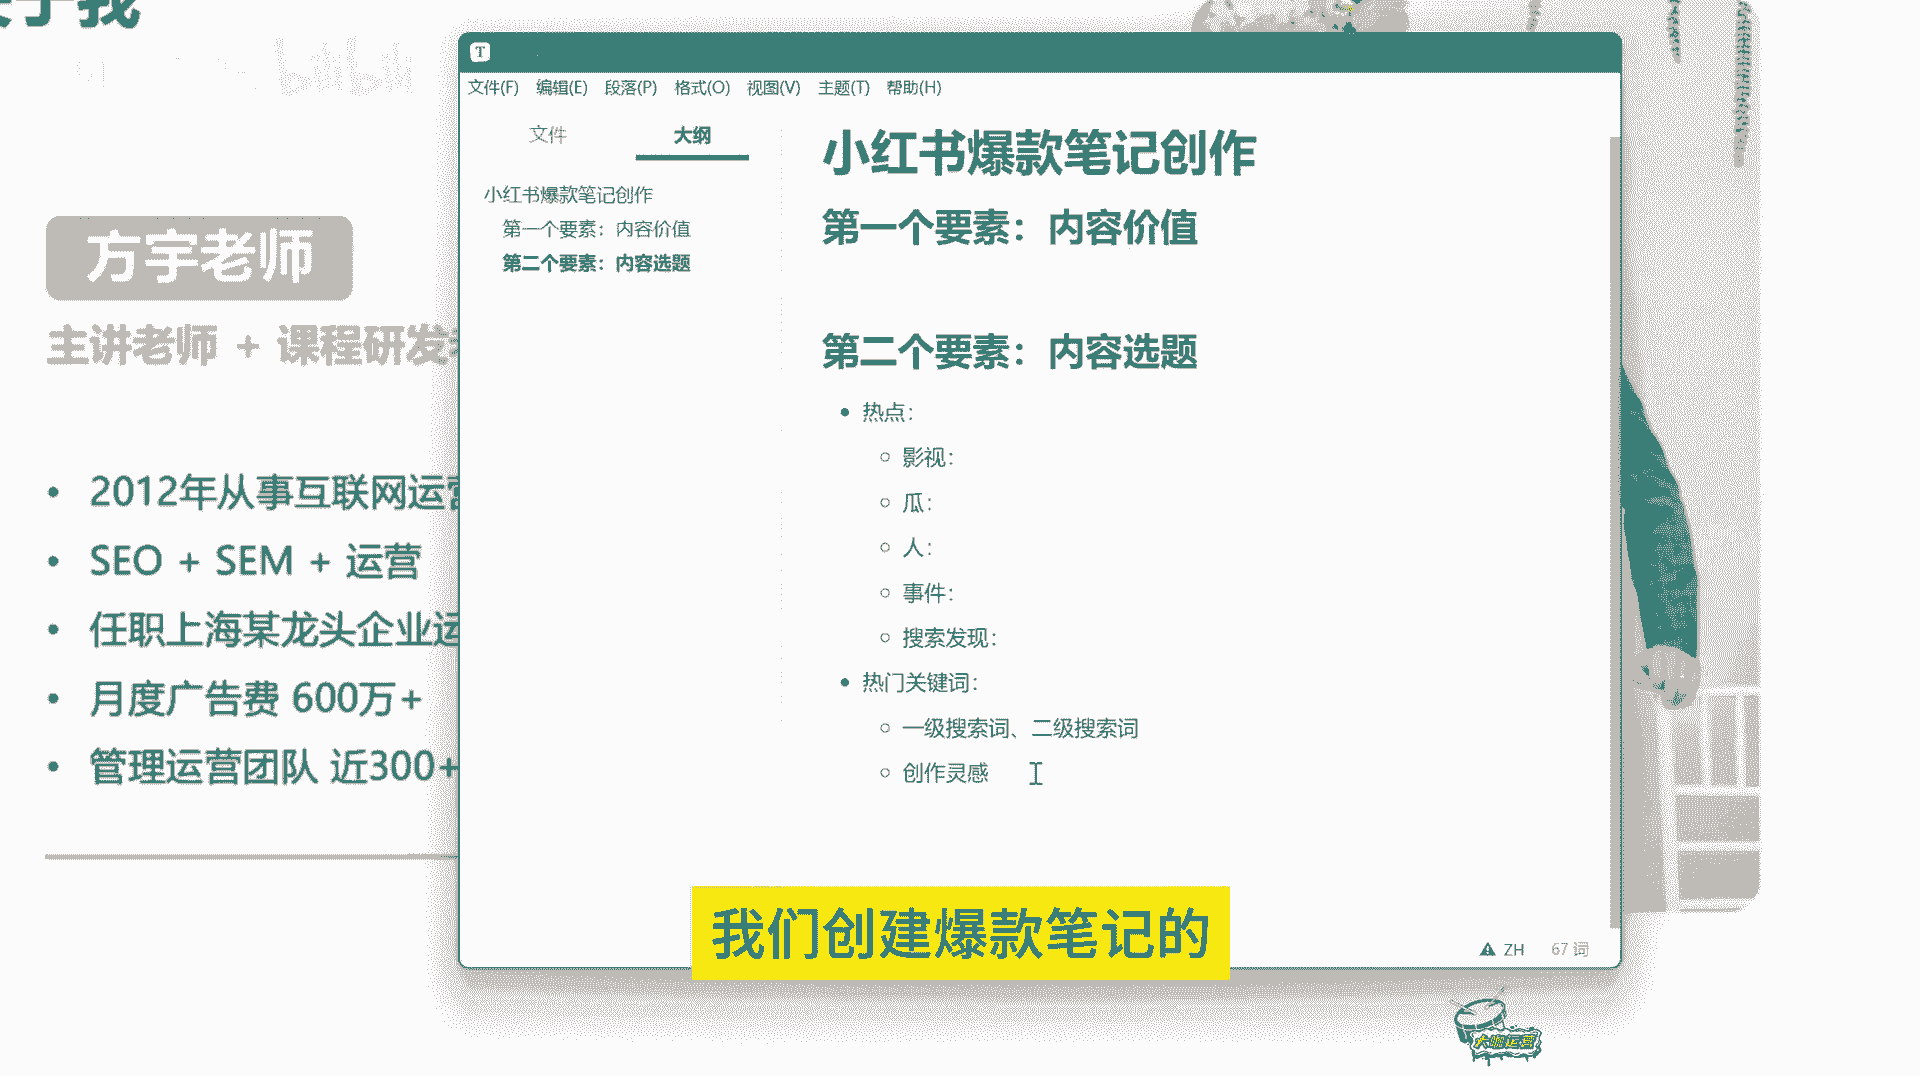 于我
bilibili
方宇老师
主讲老师 + 课程研发
2012年从事互联网运营
SEO + SEM + 运营
任职上海某龙头企业运
月度广告费 600万+
管理运营团队 近300+
T
文件(F) 编辑(E) 段落(P) 格式(O) 视图(V) 主题(T) 帮助(H)
文件 大纲
小红书爆款笔记创作
第一个要素：内容价值
第二个要素：内容选题
小红书爆款笔记创作
第一个要素：内容价值
第二个要素：内容选题
热点：
影视：
瓜：
人：
事件：
搜索发现：
热门关键词：
一级搜索词、二级搜索词
创作灵感
ZH 67 词
我们创建爆款笔记的
大咖运营